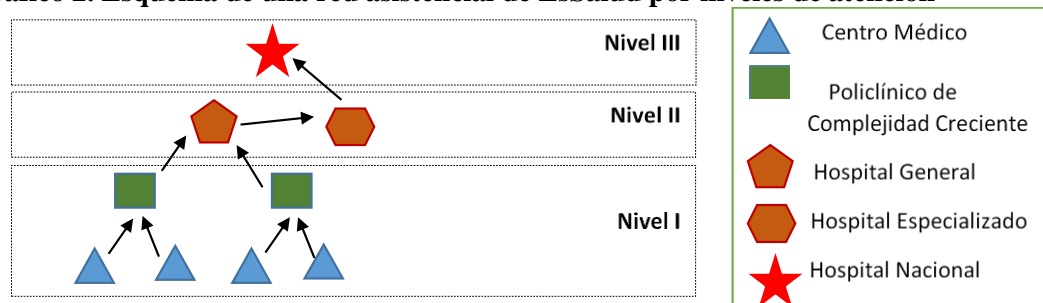 Esquema de una red asistencial de EsSalud por niveles de atención
Nivel III
Nivel II
Nivel I
Centro Médico
Policlínico de
Complejidad Creciente
Hospital General
Hospital Especializado
Hospital Nacional